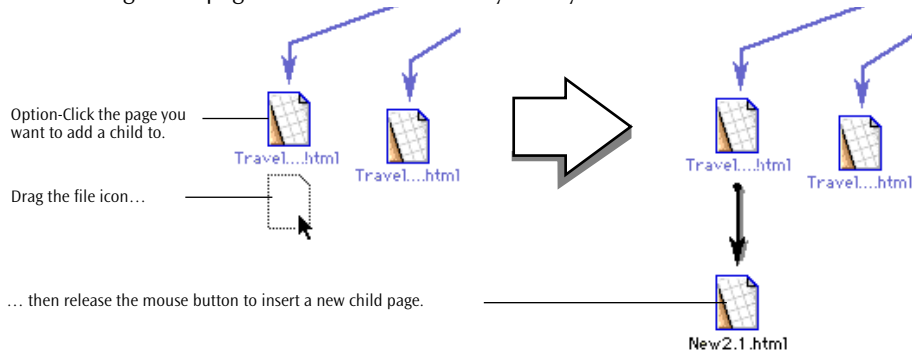 Option-Click the page you
want to add a child to.
Travel....html
Travel....html
Travel....html
Travel....html
Drag the file icon…
… then release the mouse button to insert a new child page.
New2.1.html